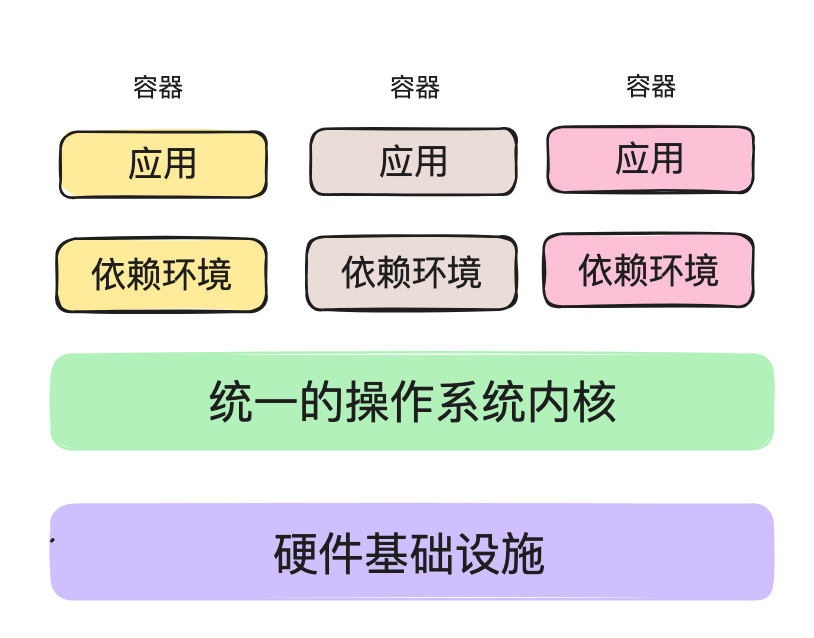 容器
容器
容器
应用
应用
应用
依赖环境
依赖环境
依赖环境
统一的操作系统内核
硬件基础设施